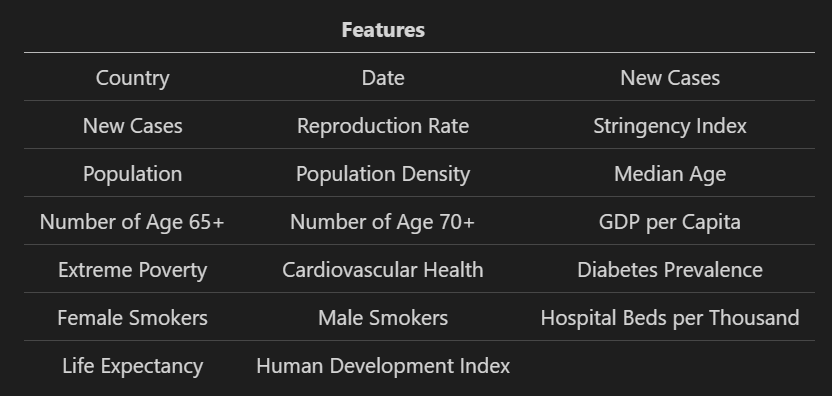 Features
Country Date New Cases
New Cases Reproduction Rate Stringency Index
Population Population Density Median Age
Number of Age 65+ Number of Age 70+ GDP per Capita
Extreme Poverty Cardiovascular Health Diabetes Prevalence
Female Smokers Male Smokers Hospital Beds per Thousand
Life Expectancy Human Development Index